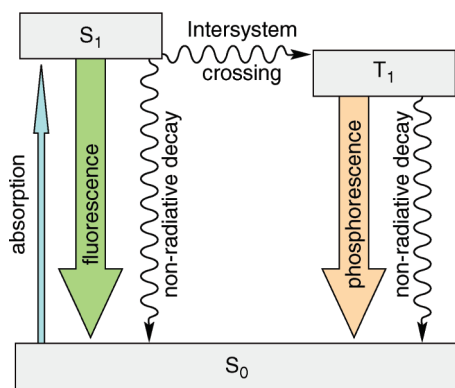 S₁
Intersystem
crossing
T₁
absorption
fluorescence
non-radiative decay
phosphorescence
non-radiative decay
S₀